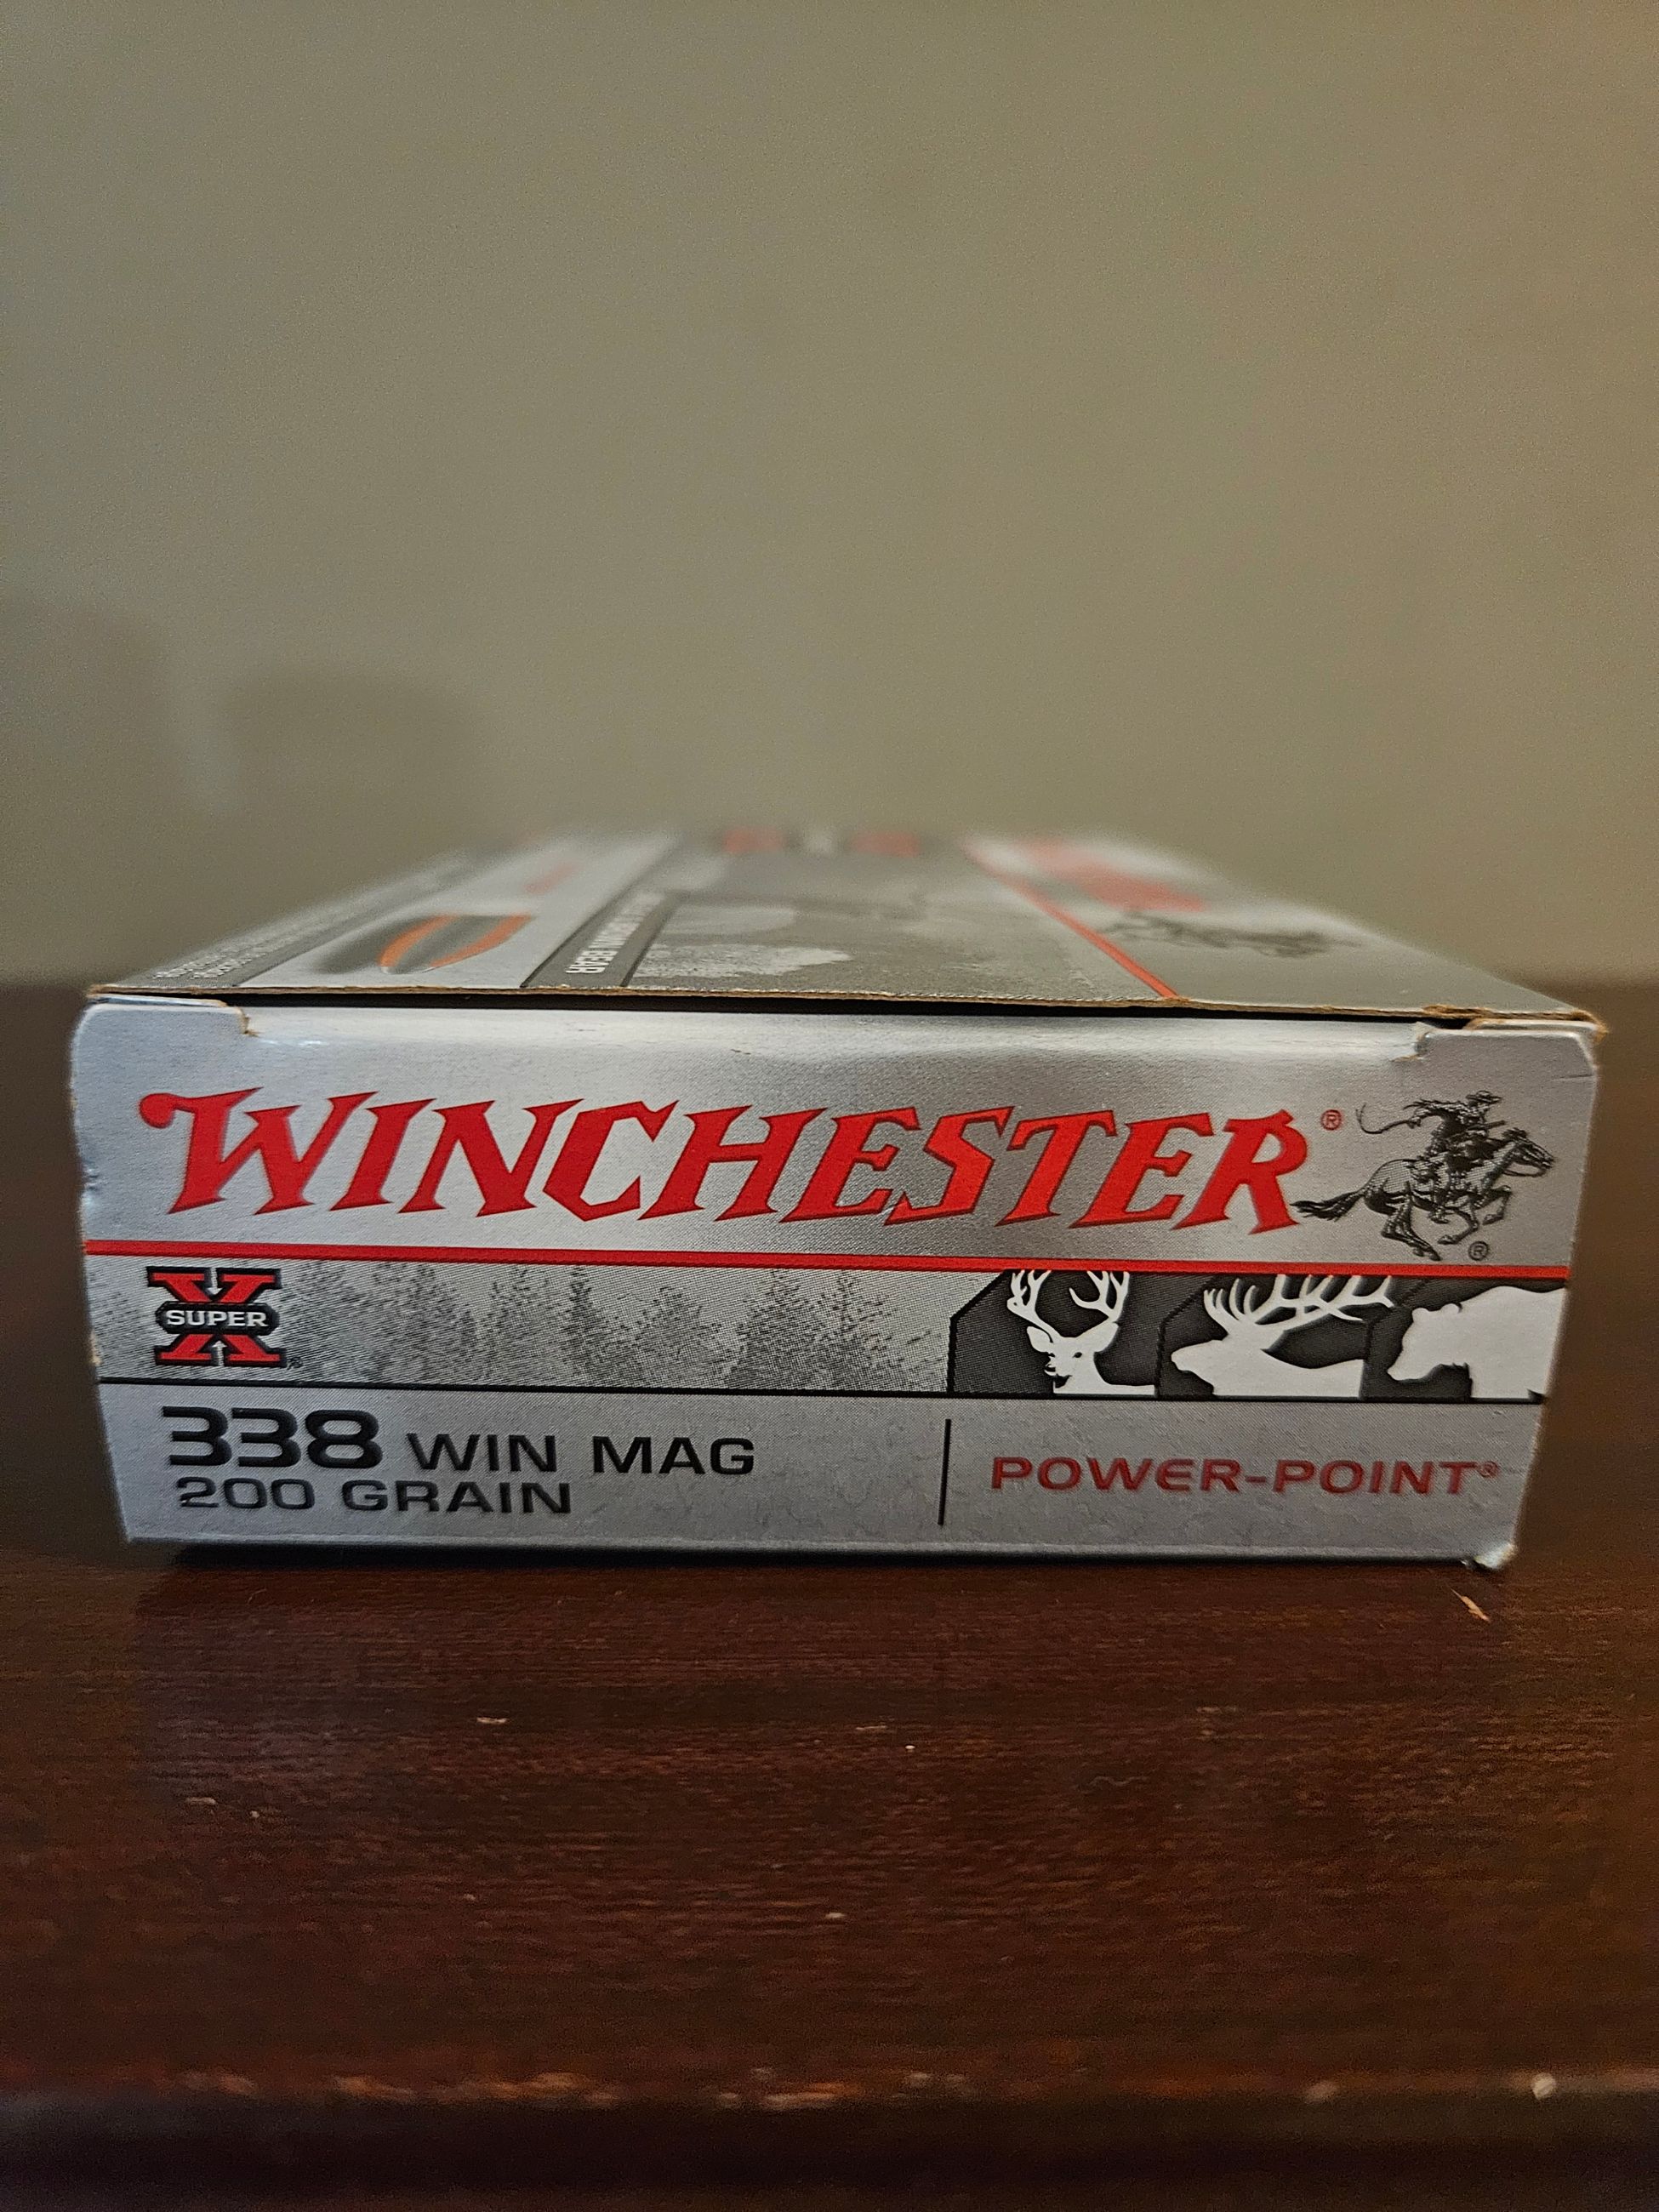 WINCHESTER®
®
SUPER X®
338 WIN MAG
200 GRAIN
POWER-POINT®